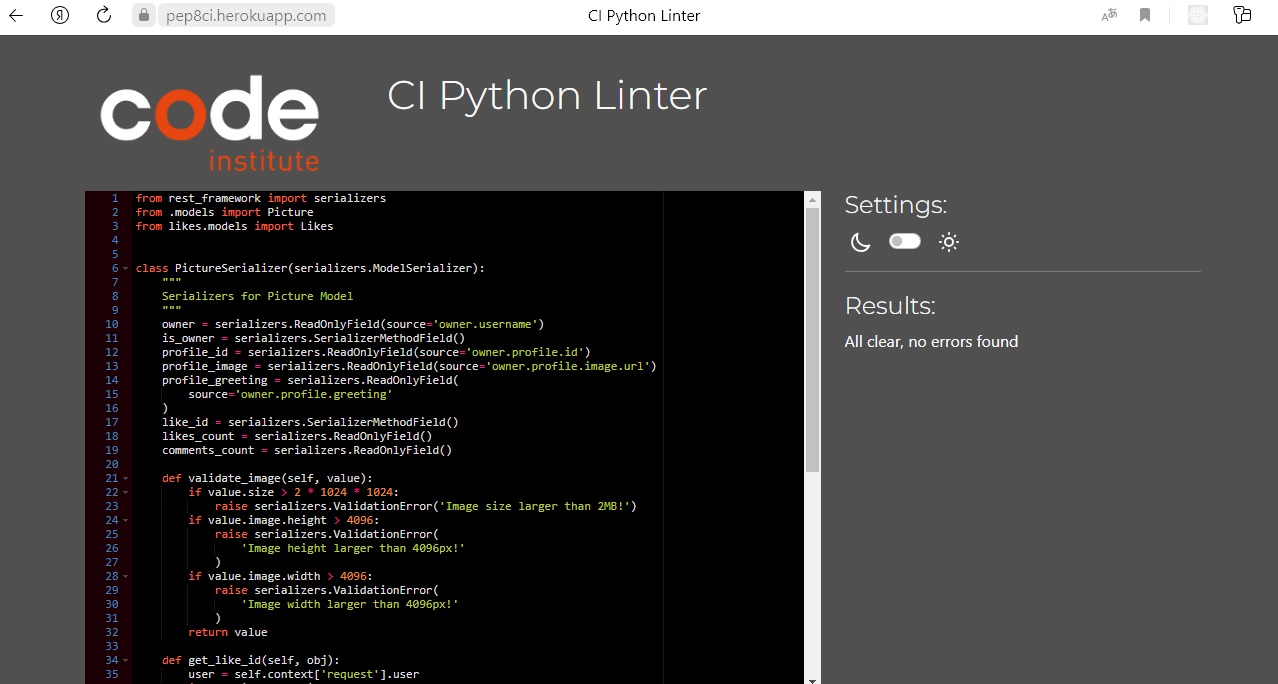 pep8ci.herokuapp.com
CI Python Linter
code
institute
CI Python Linter
1 from rest_framework import serializers
2 from .models import Picture
3 from likes.models import Likes
4
5
6 class PictureSerializer(serializers.ModelSerializer):
7     """
8     Serializers for Picture Model
9     """
10     owner = serializers.ReadOnlyField(source='owner.username')
11     is_owner = serializers.SerializerMethodField()
12     profile_id = serializers.ReadOnlyField(source='owner.profile.id')
13     profile_image = serializers.ReadOnlyField(source='owner.profile.image.url')
14     profile_greeting = serializers.ReadOnlyField(
15         source='owner.profile.greeting'
16     )
17     like_id = serializers.SerializerMethodField()
18     likes_count = serializers.ReadOnlyField()
19     comments_count = serializers.ReadOnlyField()
20
21     def validate_image(self, value):
22         if value.size > 2 * 1024 * 1024:
23             raise serializers.ValidationError('Image size larger than 2MB!')
24         if value.image.height > 4096:
25             raise serializers.ValidationError(
26                 'Image height larger than 4096px!'
27             )
28         if value.image.width > 4096:
29             raise serializers.ValidationError(
30                 'Image width larger than 4096px!'
31             )
32         return value
33
34     def get_like_id(self, obj):
35         user = self.context['request'].user
Settings:
Results:
All clear, no errors found